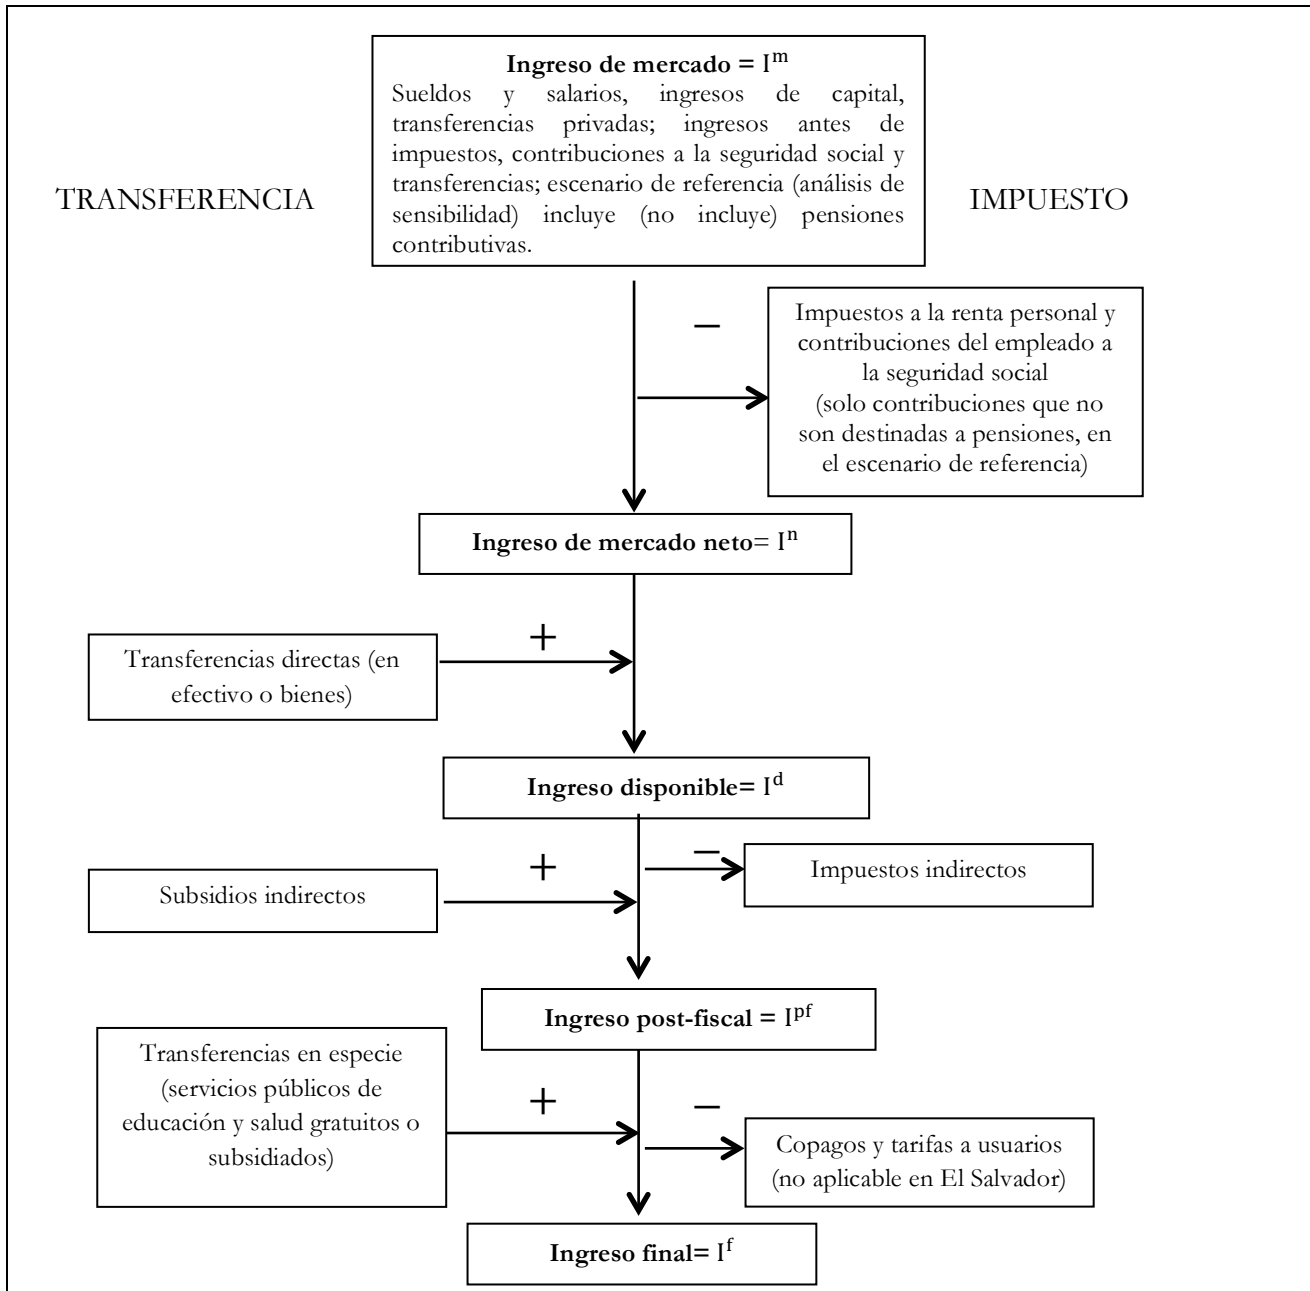 Ingreso de mercado = Iᵐ
Sueldos y salarios, ingresos de capital,
transferencias privadas; ingresos antes de
impuestos, contribuciones a la seguridad social y
transferencias; escenario de referencia (análisis de
sensibilidad) incluye (no incluye) pensiones
contributivas.
TRANSFERENCIA
IMPUESTO
−
Impuestos a la renta personal y
contribuciones del empleado a
la seguridad social
(solo contribuciones que no
son destinadas a pensiones, en
el escenario de referencia)
Ingreso de mercado neto= Iⁿ
+
Transferencias directas (en
efectivo o bienes)
Ingreso disponible= Iᵈ
+
−
Subsidios indirectos
Impuestos indirectos
Ingreso post-fiscal = Iᵖᶠ
Transferencias en especie
(servicios públicos de
educación y salud gratuitos o
subsidiados)
+
−
Copagos y tarifas a usuarios
(no aplicable en El Salvador)
Ingreso final= Iᶠ